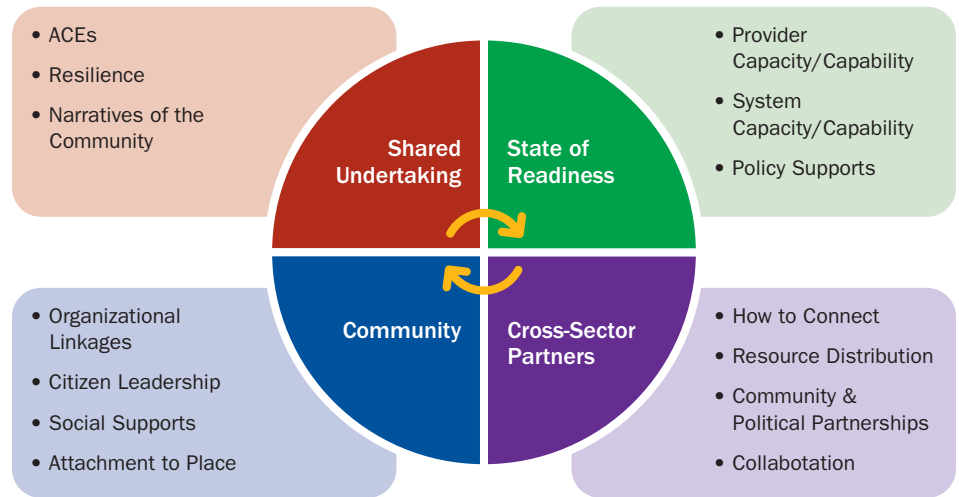 • ACEs
• Resilience
• Narratives of the
Community
Shared
Undertaking
State of
Readiness
• Provider
Capacity/Capability
• System
Capacity/Capability
• Policy Supports
• Organizational
Linkages
• Citizen Leadership
• Social Supports
• Attachment to Place
Community
Cross-Sector
Partners
• How to Connect
• Resource Distribution
• Community &
Political Partnerships
• Collabotation